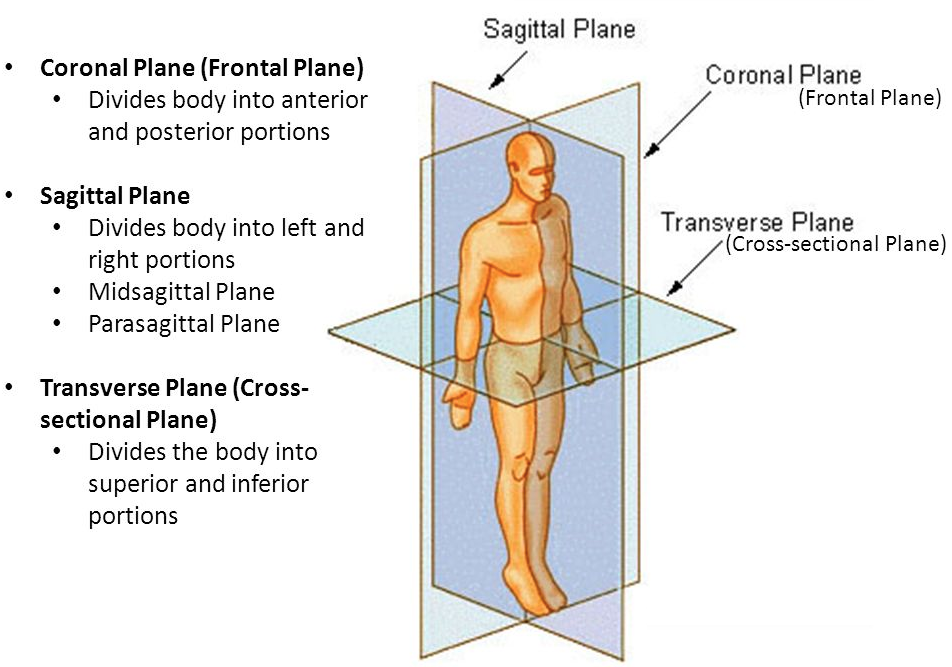 • Coronal Plane (Frontal Plane)
• Divides body into anterior
and posterior portions
• Sagittal Plane
• Divides body into left and
right portions
• Midsagittal Plane
• Parasagittal Plane
• Transverse Plane (Cross-
sectional Plane)
• Divides the body into
superior and inferior
portions
Sagittal Plane
Coronal Plane
(Frontal Plane)
Transverse Plane
(Cross-sectional Plane)